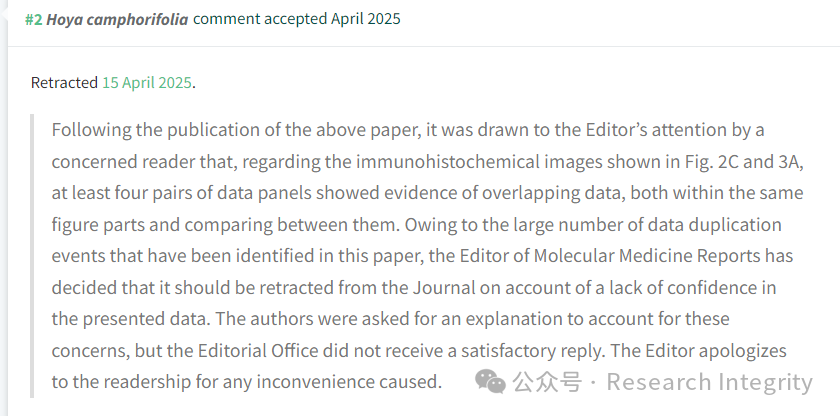 #2 Hoya camphorifolia comment accepted April 2025
Retracted 15 April 2025.
Following the publication of the above paper, it was drawn to the Editor's attention by a
concerned reader that, regarding the immunohistochemical images shown in Fig. 2C and 3A,
at least four pairs of data panels showed evidence of overlapping data, both within the same
figure parts and comparing between them. Owing to the large number of data duplication
events that have been identified in this paper, the Editor of Molecular Medicine Reports has
decided that it should be retracted from the Journal on account of a lack of confidence in
the presented data. The authors were asked for an explanation to account for these
concerns, but the Editorial Office did not receive a satisfactory reply. The Editor apologizes
to the readership for any inconvenience caused.
公众号 · Research Integrity